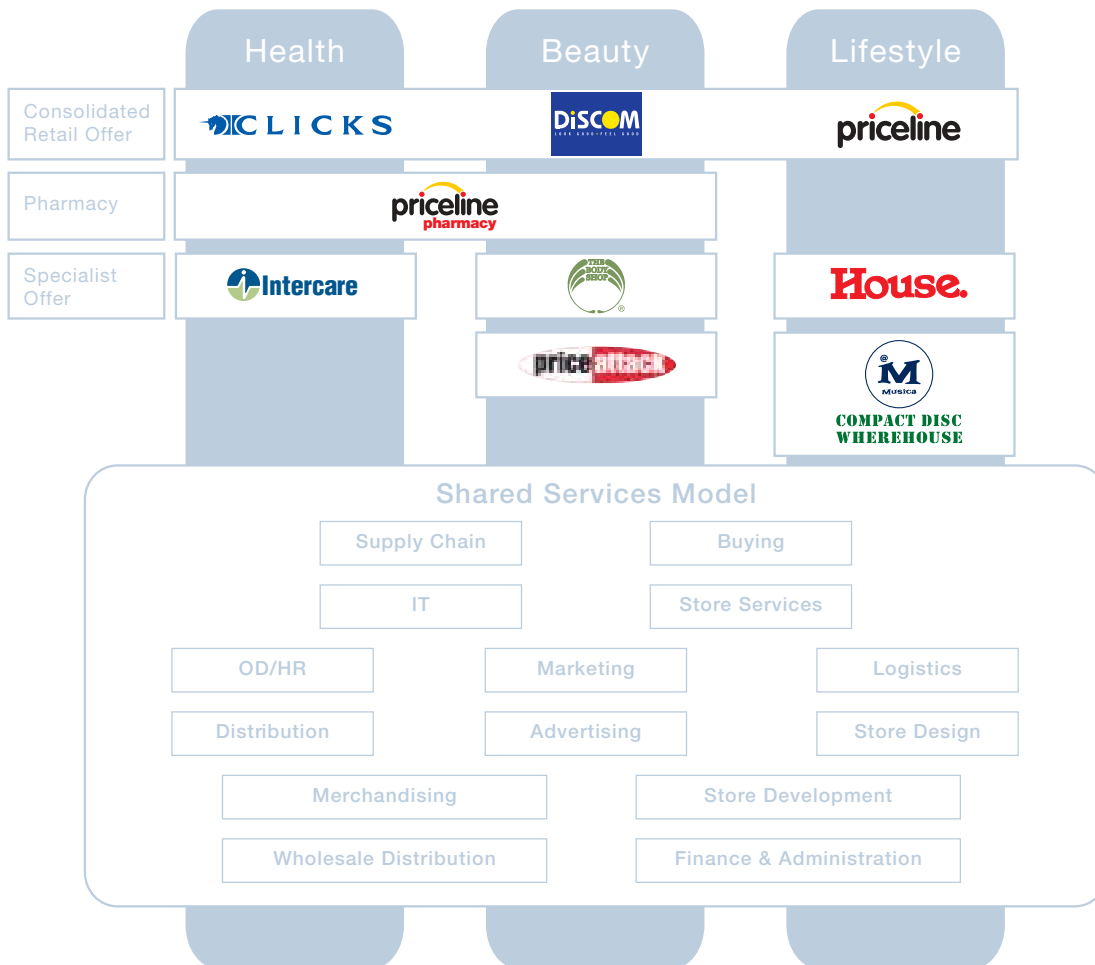 Health
Beauty
Lifestyle
Consolidated
Retail Offer
CLICKS
DiSCOM
LOOK GOOD•FEEL GOOD
priceline
Pharmacy
priceline
pharmacy
Specialist
Offer
Intercare
THE
BODY
SHOP
®
House.
priceattack
@
M
MUSICA
COMPACT DISC
WHEREHOUSE
Shared Services Model
Supply Chain
Buying
IT
Store Services
OD/HR
Marketing
Logistics
Distribution
Advertising
Store Design
Merchandising
Store Development
Wholesale Distribution
Finance & Administration